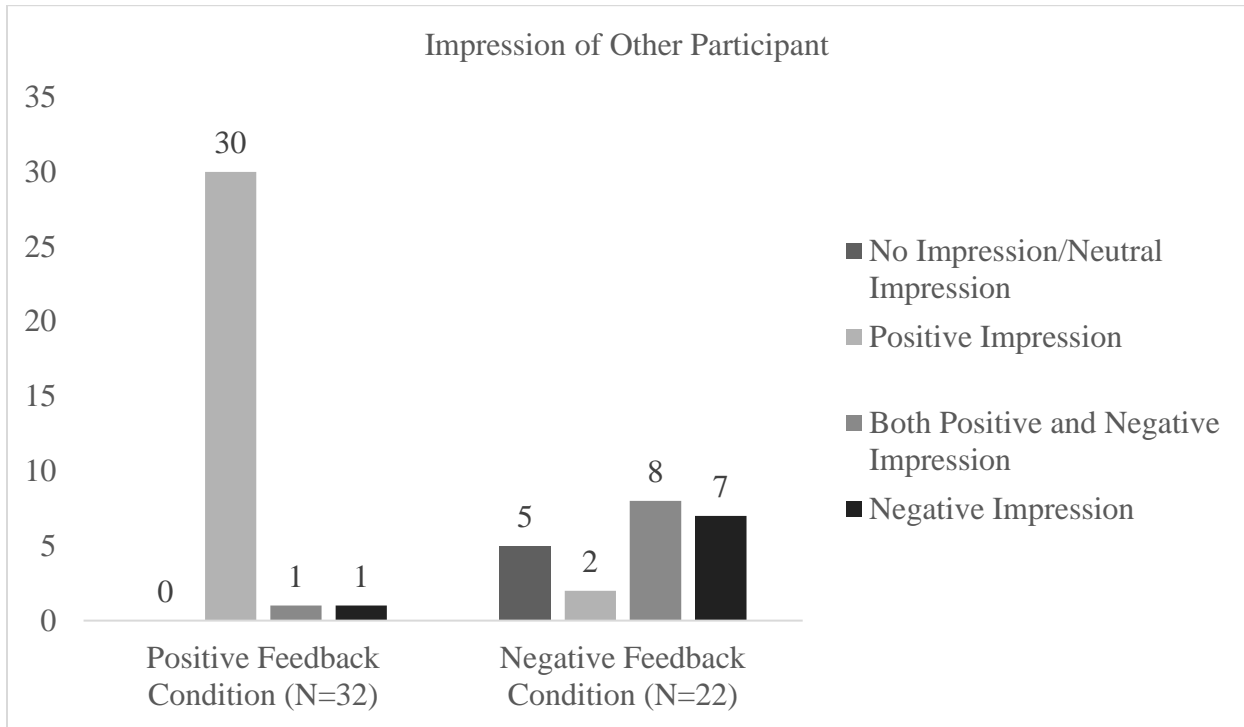 Impression of Other Participant
35
30
25
20
15
10
5
0
0
30
1
1
5
2
8
7
Positive Feedback
Condition (N=32)
Negative Feedback
Condition (N=22)
No Impression/Neutral
Impression
Positive Impression
Both Positive and Negative
Impression
Negative Impression